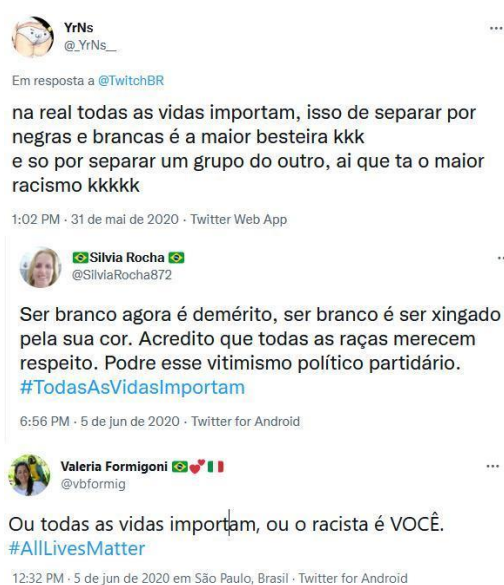 YrNs
@_YrNs__
Em resposta a @TwitchBR
na real todas as vidas importam, isso de separar por
negras e brancas é a maior besteira kkk
e so por separar um grupo do outro, ai que ta o maior
racismo kkkkk
1:02 PM · 31 de mai de 2020 · Twitter Web App
🇧🇷Silvia Rocha 🇧🇷
@SilviaRocha872
Ser branco agora é demérito, ser branco é ser xingado
pela sua cor. Acredito que todas as raças merecem
respeito. Podre esse vitimismo político partidário.
#TodasAsVidasImportam
6:56 PM · 5 de jun de 2020 · Twitter for Android
Valeria Formigoni 🇧🇷💕🇮🇹
@vbformig
Ou todas as vidas importam, ou o racista é VOCÊ.
#AllLivesMatter
12:32 PM · 5 de jun de 2020 em São Paulo, Brasil · Twitter for Android